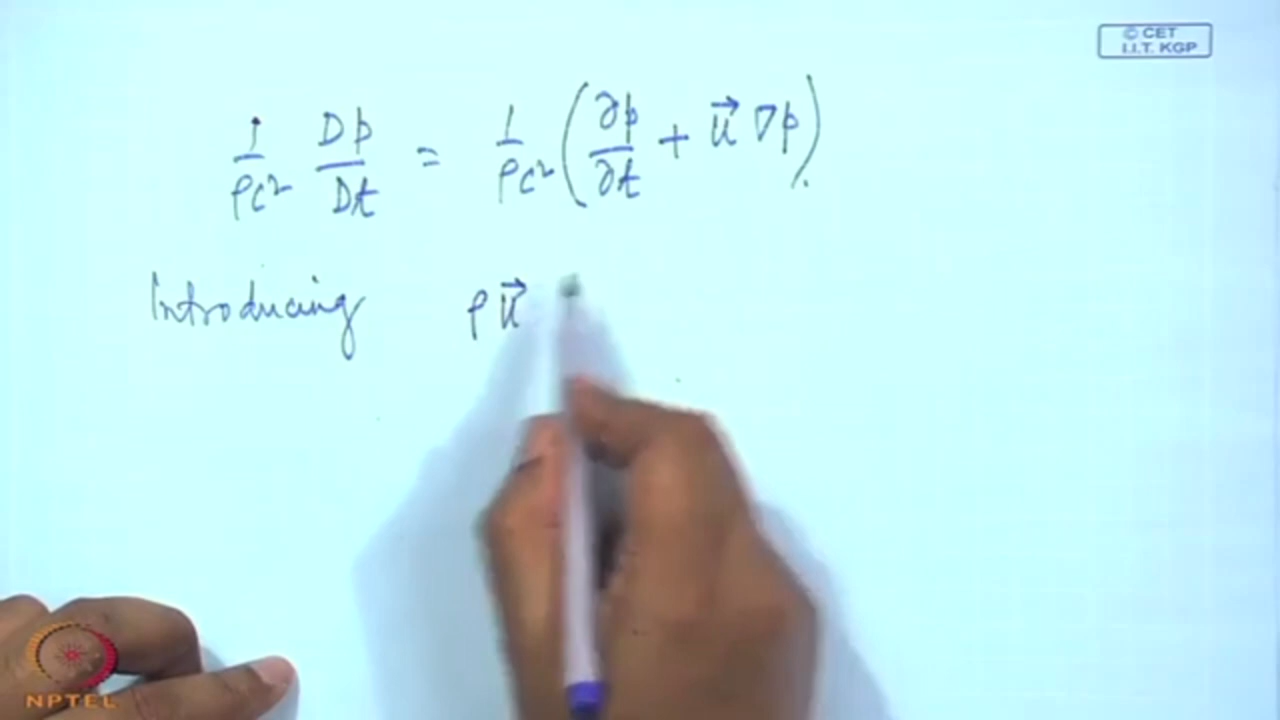 © CET
I.I.T. KGP
1/ρc² Dp/Dt = 1/ρc² (∂p/∂t + u⃗ ∇p).
Introducing ρu⃗
NPTEL